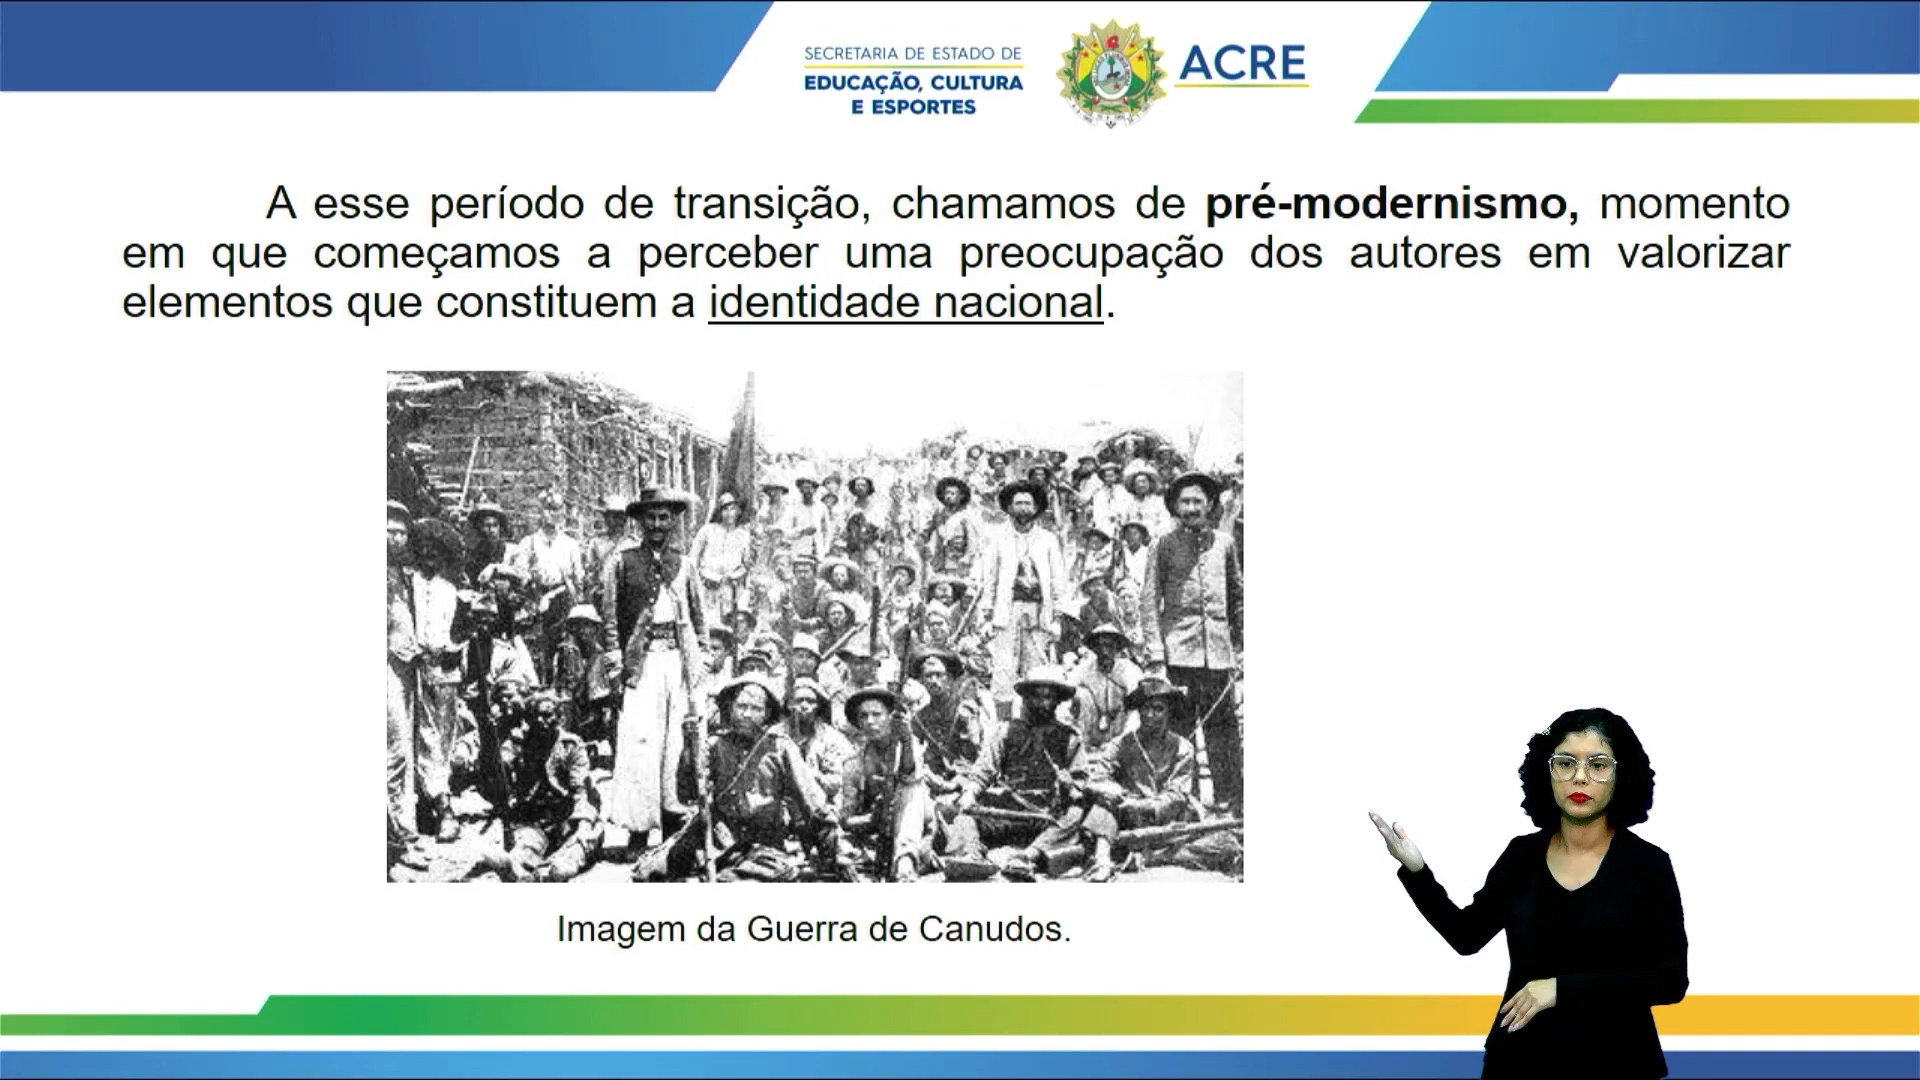 SECRETARIA DE ESTADO DE
EDUCAÇÃO, CULTURA
E ESPORTES
ACRE
A esse período de transição, chamamos de pré-modernismo, momento
em que começamos a perceber uma preocupação dos autores em valorizar
elementos que constituem a identidade nacional.
Imagem da Guerra de Canudos.